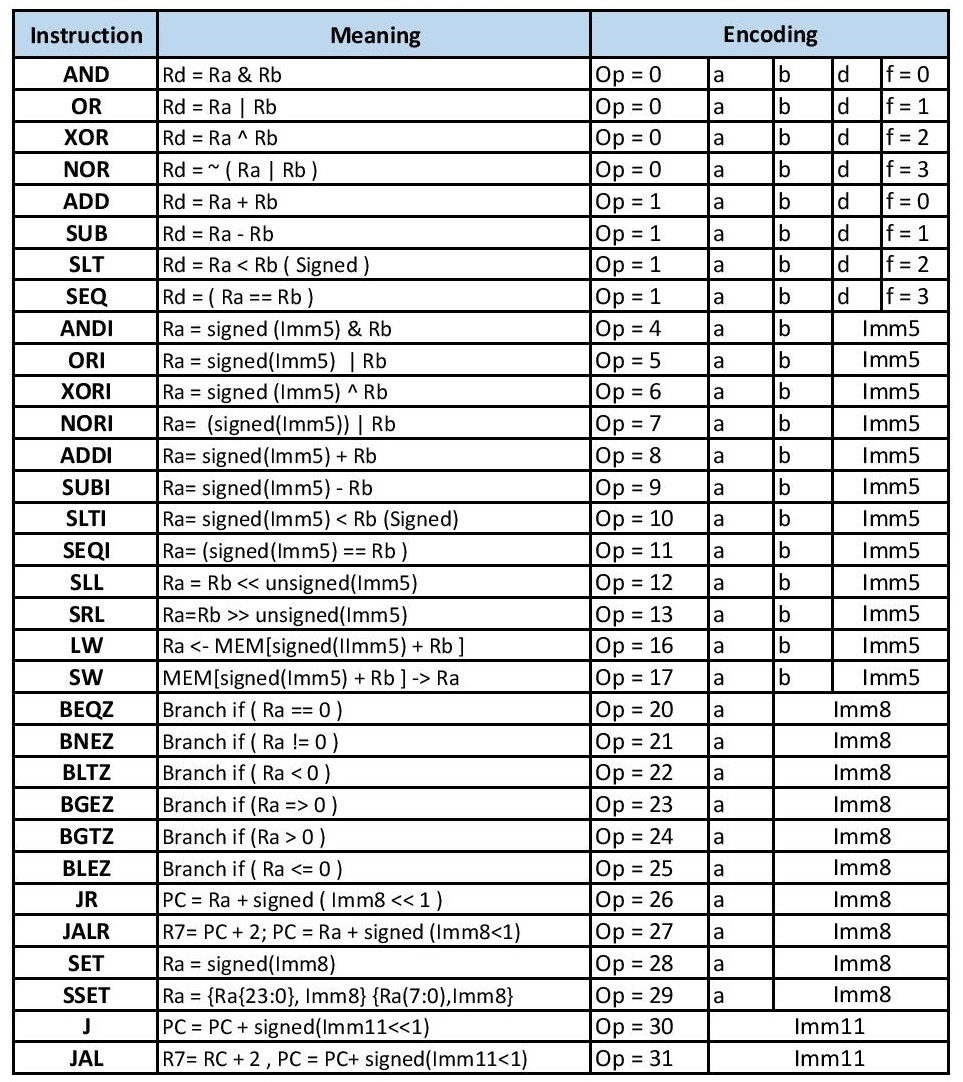 Instruction Meaning Encoding
AND Rd = Ra & Rb Op = 0 a b d f = 0
OR Rd = Ra | Rb Op = 0 a b d f = 1
XOR Rd = Ra ^ Rb Op = 0 a b d f = 2
NOR Rd = ~ ( Ra | Rb ) Op = 0 a b d f = 3
ADD Rd = Ra + Rb Op = 1 a b d f = 0
SUB Rd = Ra - Rb Op = 1 a b d f = 1
SLT Rd = Ra < Rb ( Signed ) Op = 1 a b d f = 2
SEQ Rd = ( Ra == Rb ) Op = 1 a b d f = 3
ANDI Ra = signed (Imm5) & Rb Op = 4 a b Imm5
ORI Ra = signed(Imm5) | Rb Op = 5 a b Imm5
XORI Ra = signed (Imm5) ^ Rb Op = 6 a b Imm5
NORI Ra= (signed(Imm5)) | Rb Op = 7 a b Imm5
ADDI Ra= signed(Imm5) + Rb Op = 8 a b Imm5
SUBI Ra= signed(Imm5) - Rb Op = 9 a b Imm5
SLTI Ra= signed(Imm5) < Rb (Signed) Op = 10 a b Imm5
SEQI Ra= (signed(Imm5) == Rb ) Op = 11 a b Imm5
SLL Ra = Rb << unsigned(Imm5) Op = 12 a b Imm5
SRL Ra=Rb >> unsigned(Imm5) Op = 13 a b Imm5
LW Ra <- MEM[signed(IImm5) + Rb ] Op = 16 a b Imm5
SW MEM[signed(Imm5) + Rb ] -> Ra Op = 17 a b Imm5
BEQZ Branch if ( Ra == 0 ) Op = 20 a Imm8
BNEZ Branch if ( Ra != 0 ) Op = 21 a Imm8
BLTZ Branch if ( Ra < 0 ) Op = 22 a Imm8
BGEZ Branch if (Ra => 0 ) Op = 23 a Imm8
BGTZ Branch if (Ra > 0 ) Op = 24 a Imm8
BLEZ Branch if ( Ra <= 0 ) Op = 25 a Imm8
JR PC = Ra + signed ( Imm8 << 1 ) Op = 26 a Imm8
JALR R7= PC + 2; PC = Ra + signed (Imm8<1) Op = 27 a Imm8
SET Ra = signed(Imm8) Op = 28 a Imm8
SSET Ra = {Ra{23:0}, Imm8} {Ra(7:0),Imm8} Op = 29 a Imm8
J PC = PC + signed(Imm11<<1) Op = 30 Imm11
JAL R7= RC + 2 , PC = PC+ signed(Imm11<1) Op = 31 Imm11